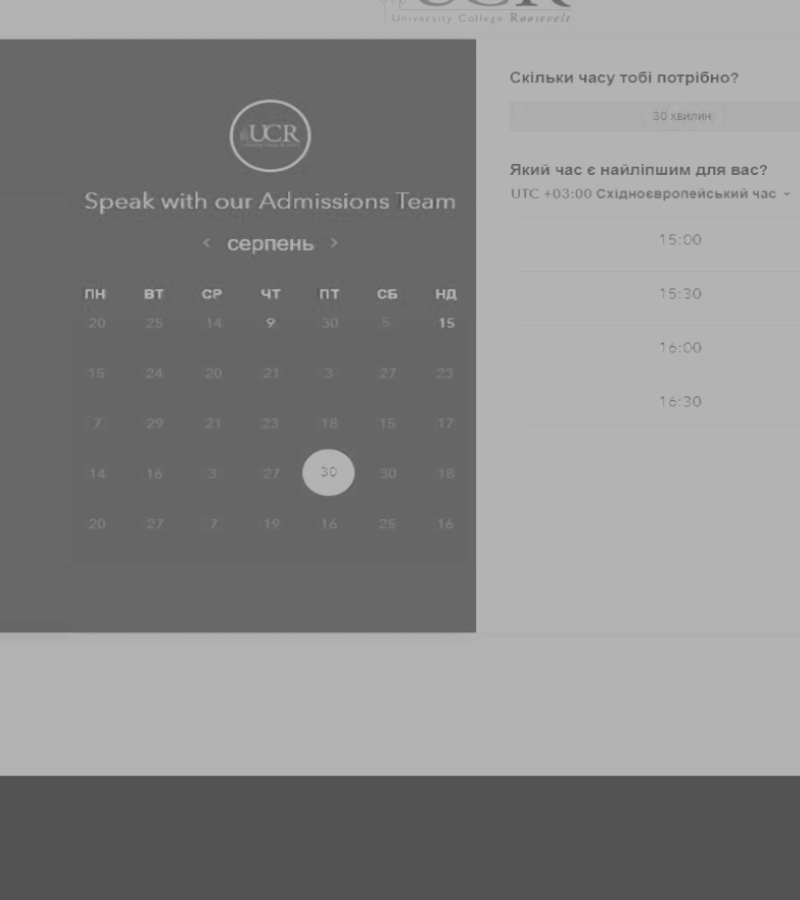 UCR
University College Roosevelt
UCR
Speak with our Admissions Team
< серпень >
ПН ВТ СР ЧТ ПТ СБ НД
20 25 14 9 30 5 15
15 24 20 21 3 27 23
7 29 21 23 18 15 17
14 16 3 27 30 30 18
20 27 7 19 16 25 16
Скільки часу тобі потрібно?
30 хвилин
Який час є найліпшим для вас?
UTC +03:00 Східноєвропейський час
15:00
15:30
16:00
16:30